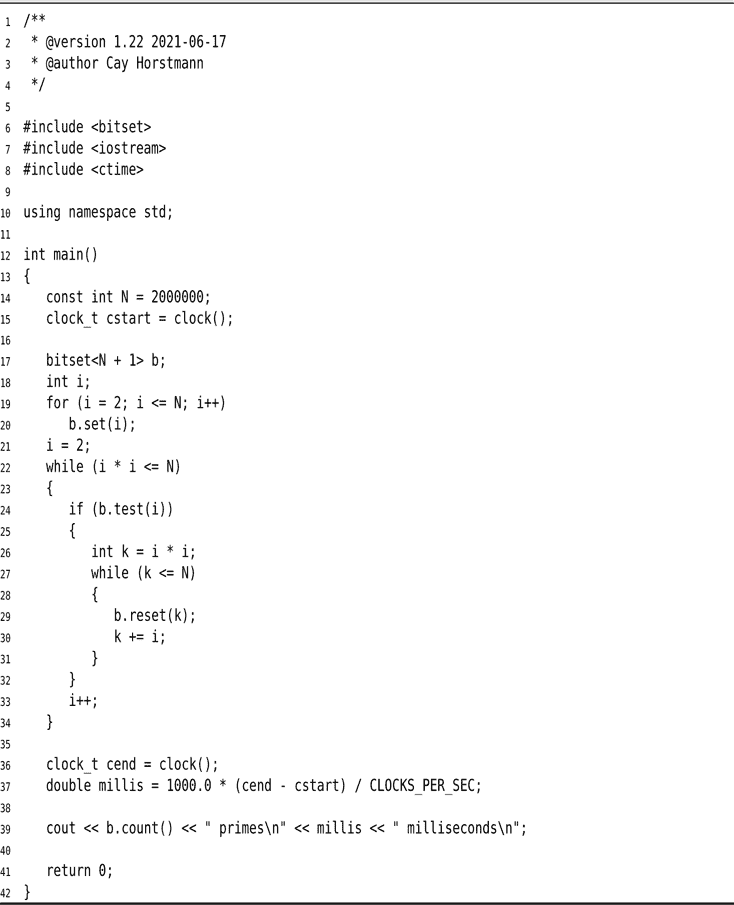 1 /**
2  * @version 1.22 2021-06-17
3  * @author Cay Horstmann
4  */
5
6 #include <bitset>
7 #include <iostream>
8 #include <ctime>
9
10 using namespace std;
11
12 int main()
13 {
14    const int N = 2000000;
15    clock_t cstart = clock();
16
17    bitset<N + 1> b;
18    int i;
19    for (i = 2; i <= N; i++)
20       b.set(i);
21    i = 2;
22    while (i * i <= N)
23    {
24       if (b.test(i))
25       {
26          int k = i * i;
27          while (k <= N)
28          {
29             b.reset(k);
30             k += i;
31          }
32       }
33       i++;
34    }
35
36    clock_t cend = clock();
37    double millis = 1000.0 * (cend - cstart) / CLOCKS_PER_SEC;
38
39    cout << b.count() << " primes\n" << millis << " milliseconds\n";
40
41    return 0;
42 }